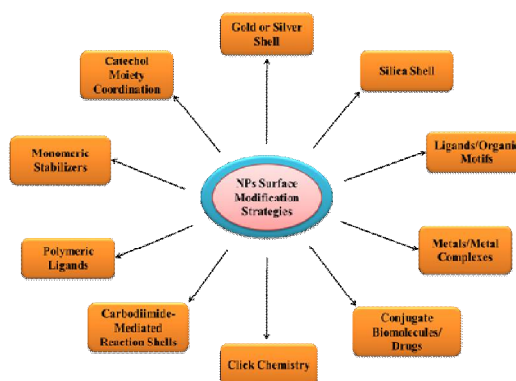 Gold or Silver
Shell
Catechol
Moiety
Coordination
Silica Shell
Monomeric
Stabilizers
NPs Surface
Modification
Strategies
Ligands/Organic
Motifs
Polymeric
Ligands
Metals/Metal
Complexes
Carbodiimide-
Mediated
Reaction Shells
Click Chemistry
Conjugate
Biomolecules/
Drugs